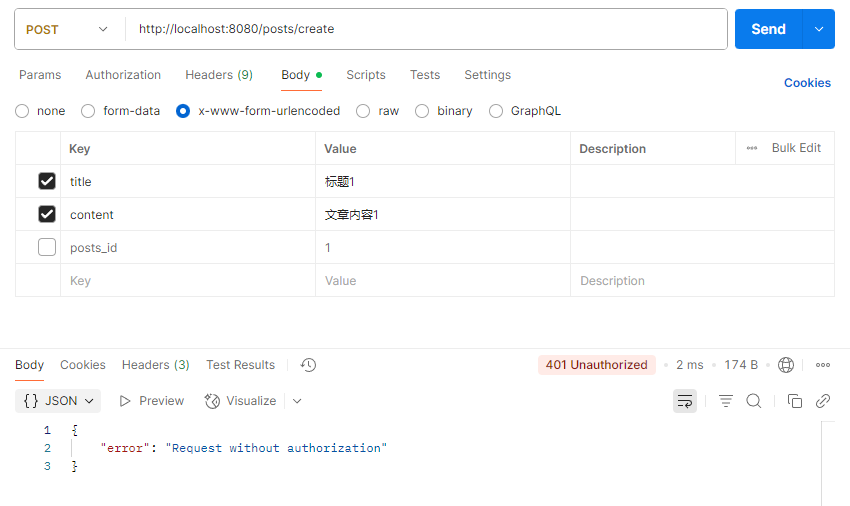 POST http://localhost:8080/posts/create Send
Params Authorization Headers (9) Body Scripts Tests Settings Cookies
none form-data x-www-form-urlencoded raw binary GraphQL
Key Value Description Bulk Edit
title 标题1
content 文章内容1
posts_id 1
Key Value Description
Body Cookies Headers (3) Test Results 401 Unauthorized 2 ms 174 B
{} JSON Preview Visualize
1 {
2 "error": "Request without authorization"
3 }